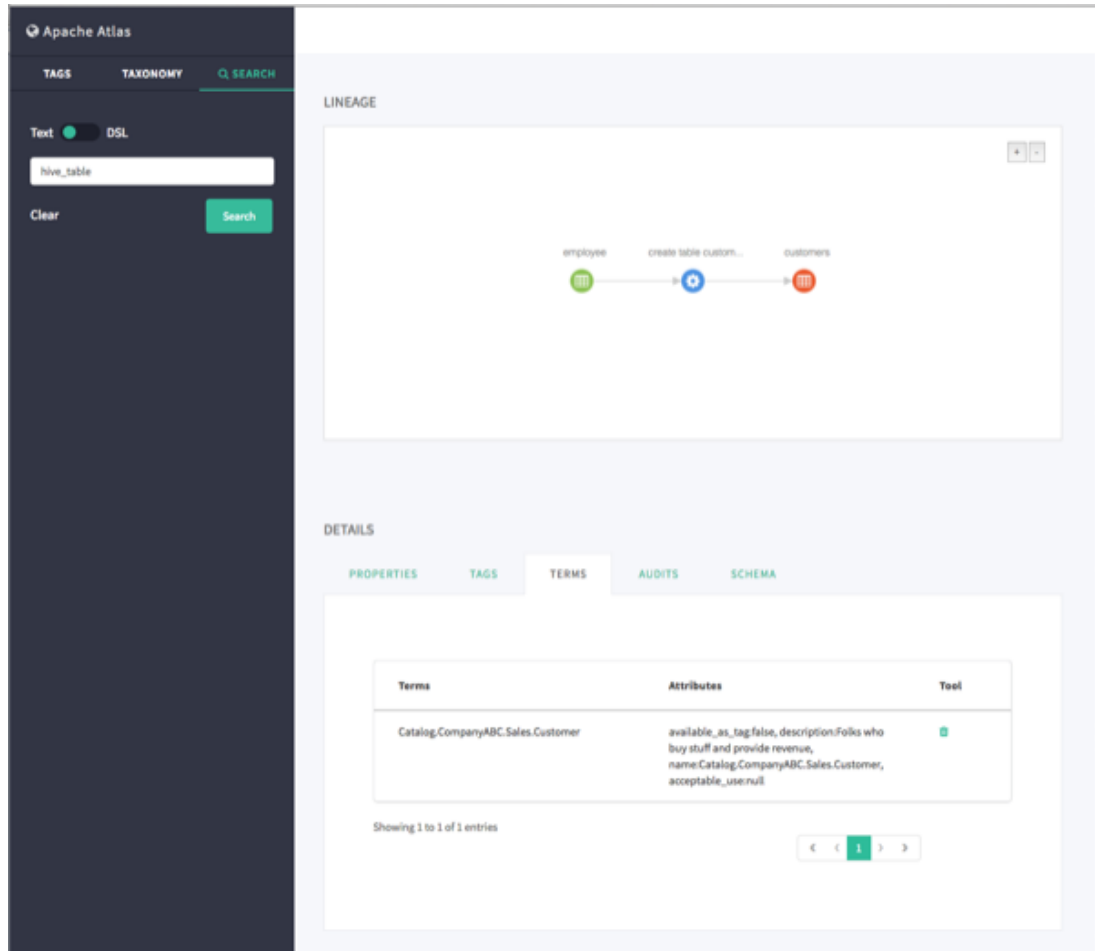 Apache Atlas
TAGS TAXONOMY SEARCH
Text DSL
hive_table
Clear Search
LINEAGE
+ -
employee create table custom... customers
DETAILS
PROPERTIES TAGS TERMS AUDITS SCHEMA
Terms Attributes Tool
Catalog.CompanyABC.Sales.Customer available_as_tag:false, description:Folks who
buy stuff and provide revenue,
name:Catalog.CompanyABC.Sales.Customer,
acceptable_use:null
Showing 1 to 1 of 1 entries
‹ ‹ 1 › ›